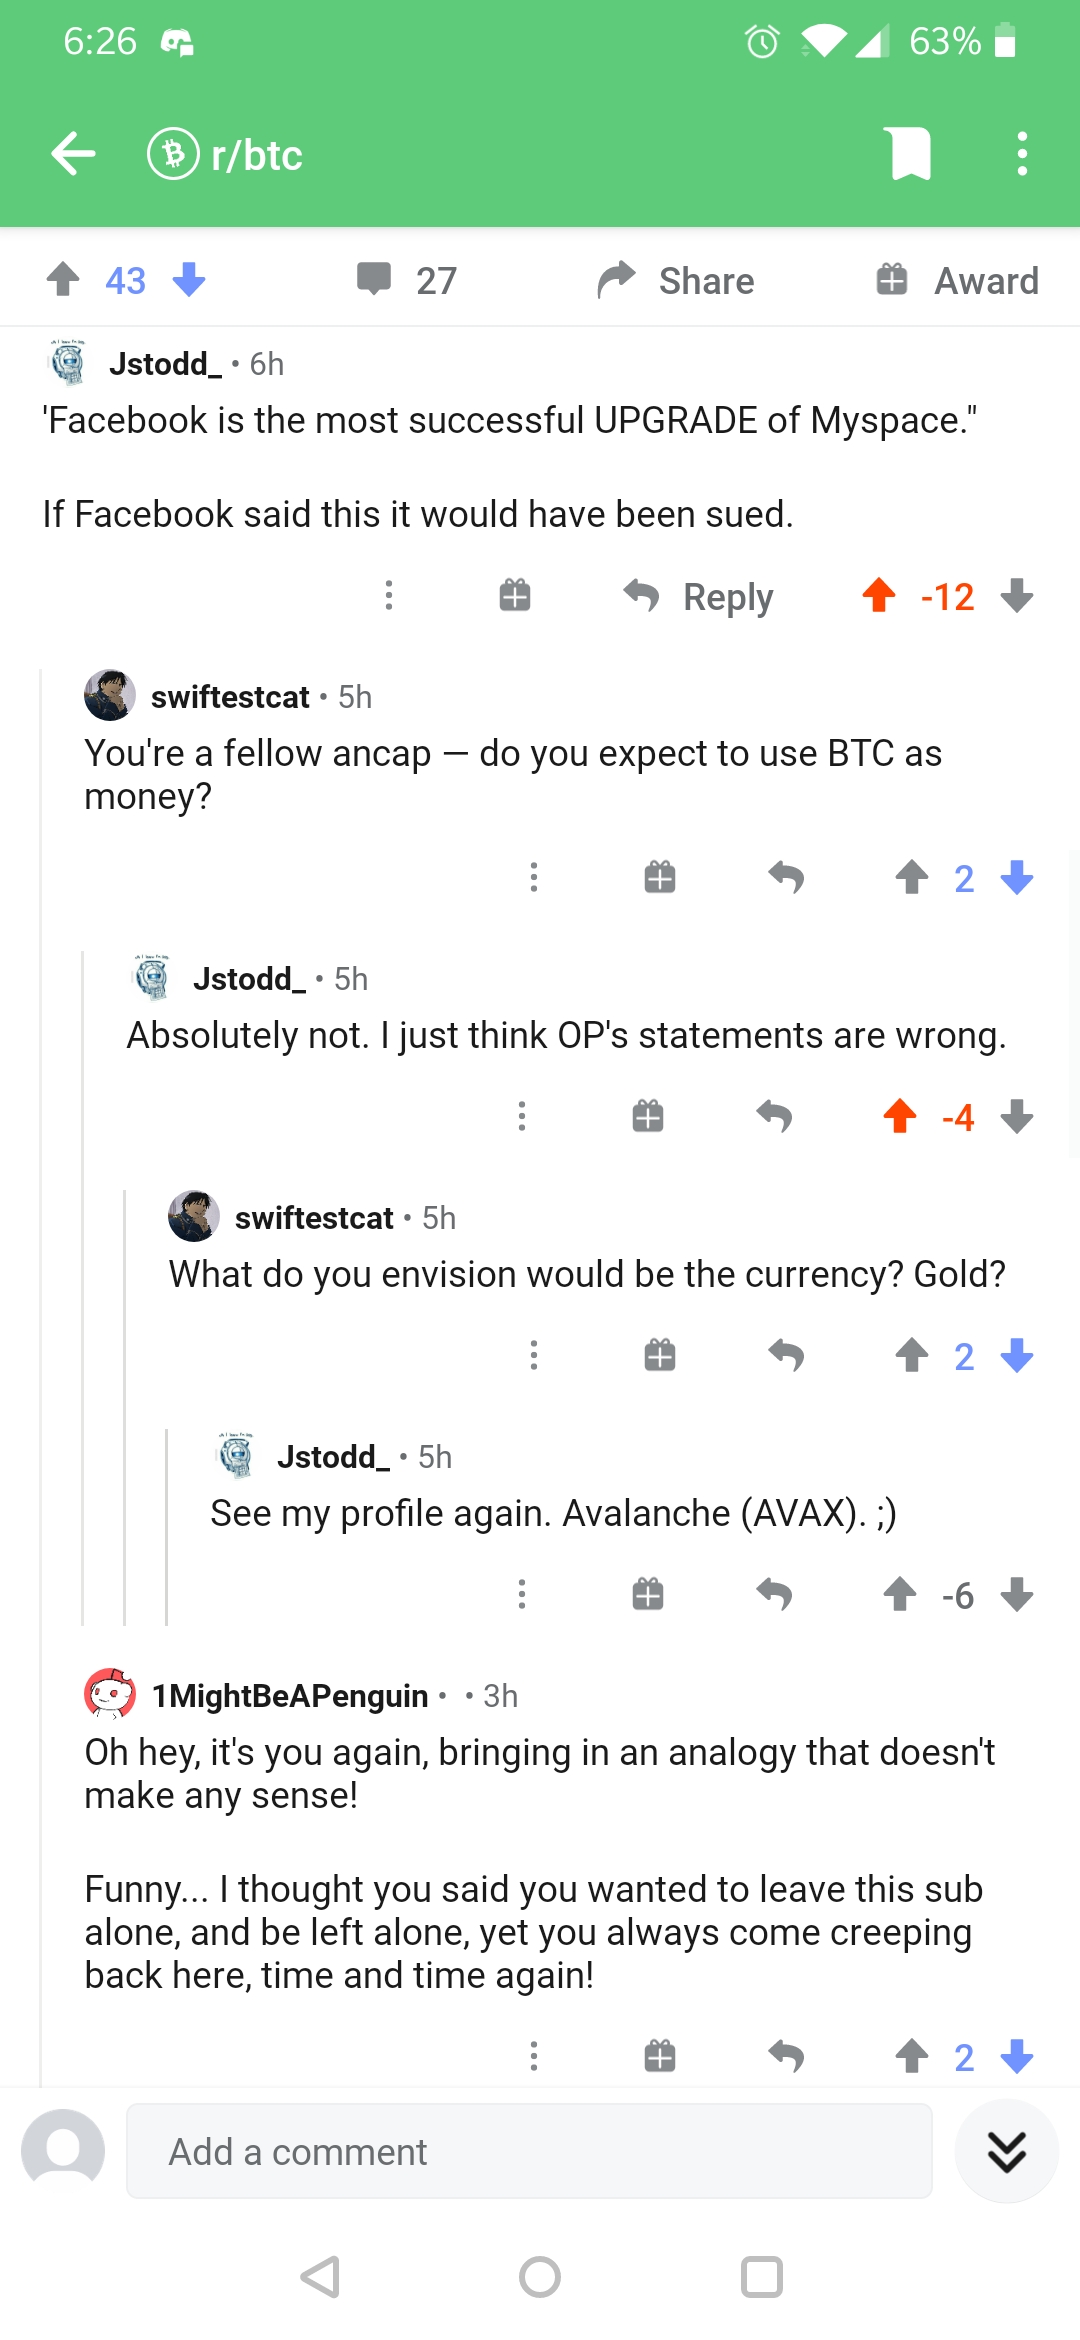 6:26
63%
r/btc
43
27
Share
Award
Jstodd_ • 6h
'Facebook is the most successful UPGRADE of Myspace."
If Facebook said this it would have been sued.
Reply
-12
swiftestcat • 5h
You're a fellow ancap — do you expect to use BTC as
money?
2
Jstodd_ • 5h
Absolutely not. I just think OP's statements are wrong.
-4
swiftestcat • 5h
What do you envision would be the currency? Gold?
2
Jstodd_ • 5h
See my profile again. Avalanche (AVAX). ;)
-6
1MightBeAPenguin • • 3h
Oh hey, it's you again, bringing in an analogy that doesn't
make any sense!
Funny... I thought you said you wanted to leave this sub
alone, and be left alone, yet you always come creeping
back here, time and time again!
2
Add a comment